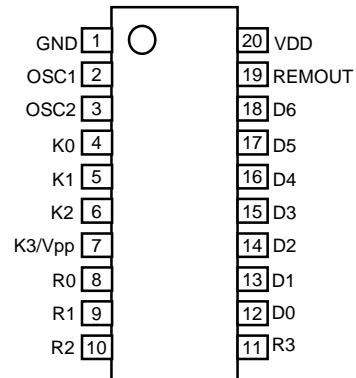 GND 1 20 VDD
OSC1 2 19 REMOUT
OSC2 3 18 D6
K0 4 17 D5
K1 5 16 D4
K2 6 15 D3
K3/Vpp 7 14 D2
R0 8 13 D1
R1 9 12 D0
R2 10 11 R3